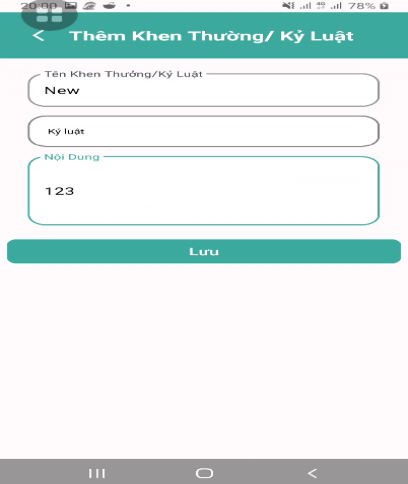 20:00 78%
Thêm Khen Thường/ Kỷ Luật
Tên Khen Thưởng/Kỷ Luật
New
Kỷ luật
Nội Dung
123
Lưu